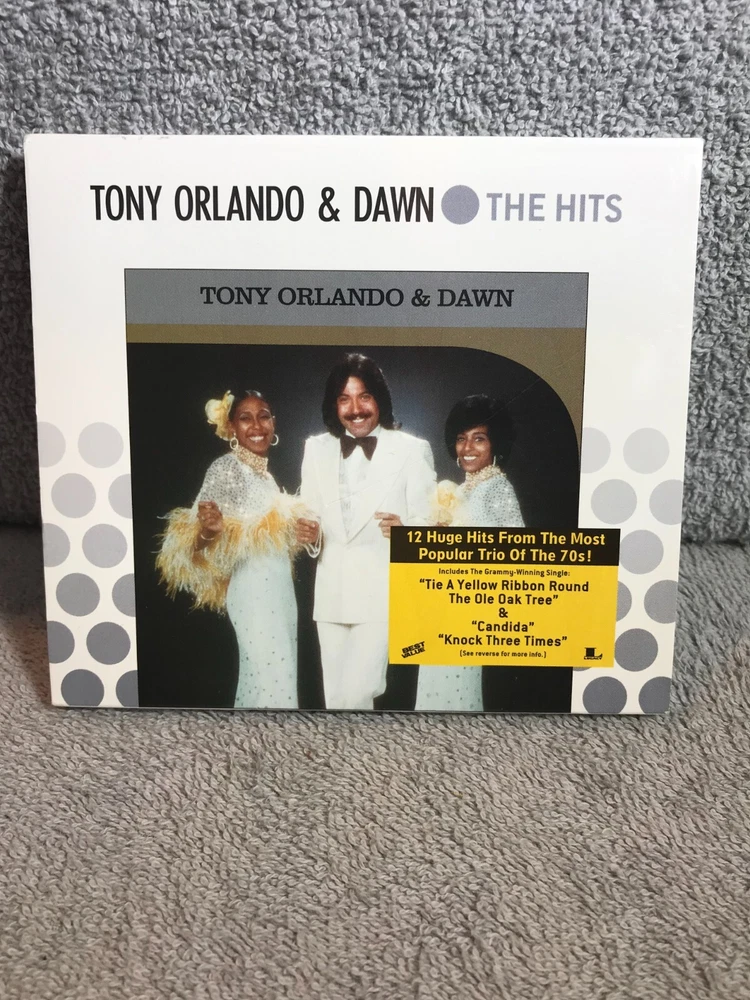 TONY ORLANDO & DAWN THE HITS
TONY ORLANDO & DAWN
12 Huge Hits From The Most
Popular Trio Of The 70s!
Includes The Grammy-Winning Single:
"Tie A Yellow Ribbon Round
The Ole Oak Tree"
&
"Candida"
"Knock Three Times"
(See reverse for more info.)
BEST
VALUE
LEGACY